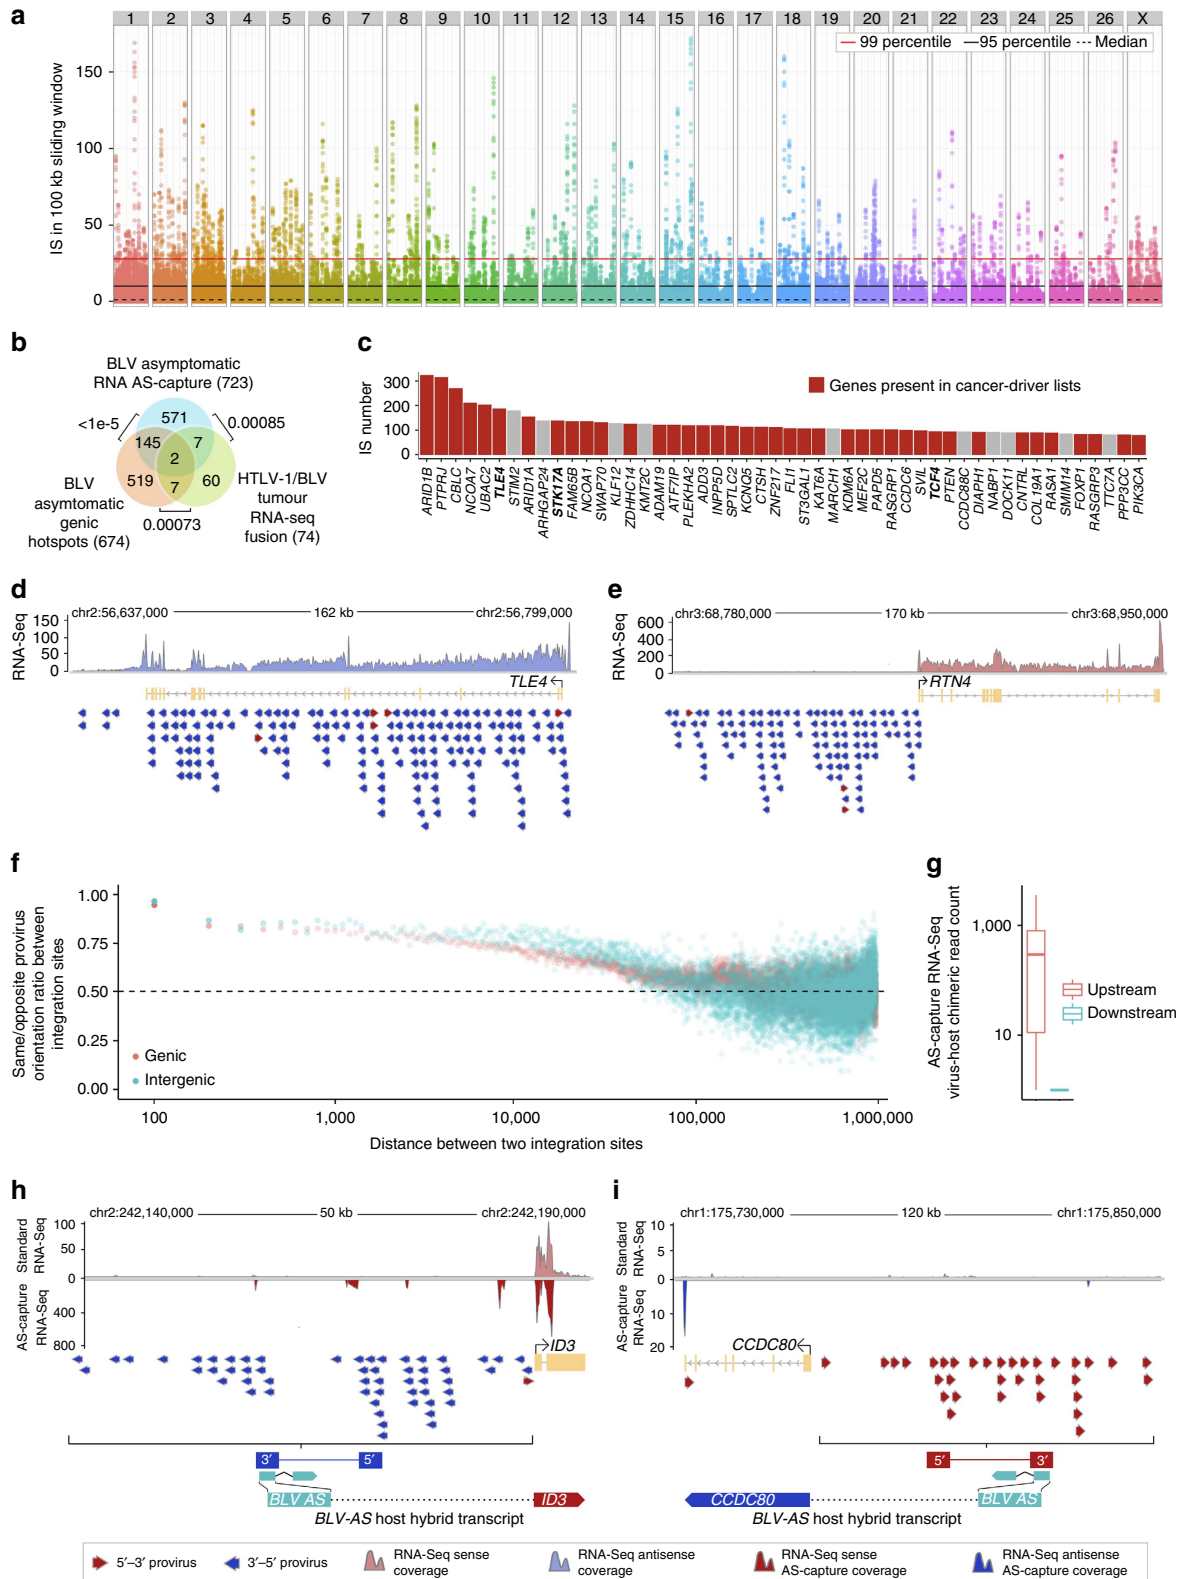 a
1 2 3 4 5 6 7 8 9 10 11 12 13 14 15 16 17 18 19 20 21 22 23 24 25 26 X
99 percentile 95 percentile Median
IS in 100 kb sliding window
150
100
50
0
b
BLV asymptomatic
RNA AS-capture (723)
<1e-5
571
0.00085
145
7
2
519
7
60
BLV
asymptomatic
genic
hotspots (674)
HTLV-1/BLV
tumour
RNA-seq
fusion (74)
0.00073
c
IS number
300
200
100
0
Genes present in cancer-driver lists
ARID1B
PTPRJ
CBLC
NCOA7
UBAC2
TLE4
STIM2
ARID1A
ARHGAP24
STK17A
FAM65B
NCOA1
SWAP70
KLF12
ZDHHC14
KMT2C
ADAM19
ATF7IP
PLEKHA2
ADD3
INPP5D
SPTLC2
KCNQ5
CTSH
ZNF217
FLI1
ST3GAL1
KAT6A
MARCH1
KDM6A
MEF2C
PAPD5
RASGRP1
CCDC6
SVIL
TCF4
PTEN
CCDC88C
DIAPH1
NABP1
DOCK11
CNTRL
COL19A1
RASA1
SMIM14
FOXP1
RASGRP3
TTC7A
PPP3CC
PIK3CA
d
chr2:56,637,000 162 kb chr2:56,799,000
RNA-Seq
150
100
50
0
TLE4
e
chr3:68,780,000 170 kb chr3:68,950,000
RNA-Seq
600
400
200
0
RTN4
f
Same/opposite provirus
orientation ratio between
integration sites
1.00
0.75
0.50
0.25
0.00
Genic
Intergenic
100 1,000 10,000 100,000 1,000,000
Distance between two integration sites
g
AS-capture RNA-Seq
virus-host chimeric read count
1,000
10
Upstream
Downstream
h
chr2:242,140,000 50 kb chr2:242,190,000
Standard
RNA-Seq
100
50
0
AS-capture
RNA-Seq
400
800
ID3
3′ 5′
BLV AS
ID3
BLV-AS host hybrid transcript
i
chr1:175,730,000 120 kb chr1:175,850,000
Standard
RNA-Seq
10
5
0
AS-capture
RNA-Seq
10
20
CCDC80
5′ 3′
CCDC80
BLV AS
BLV-AS host hybrid transcript
5′–3′ provirus
3′–5′ provirus
RNA-Seq sense
coverage
RNA-Seq antisense
coverage
RNA-Seq sense
AS-capture coverage
RNA-Seq antisense
AS-capture coverage